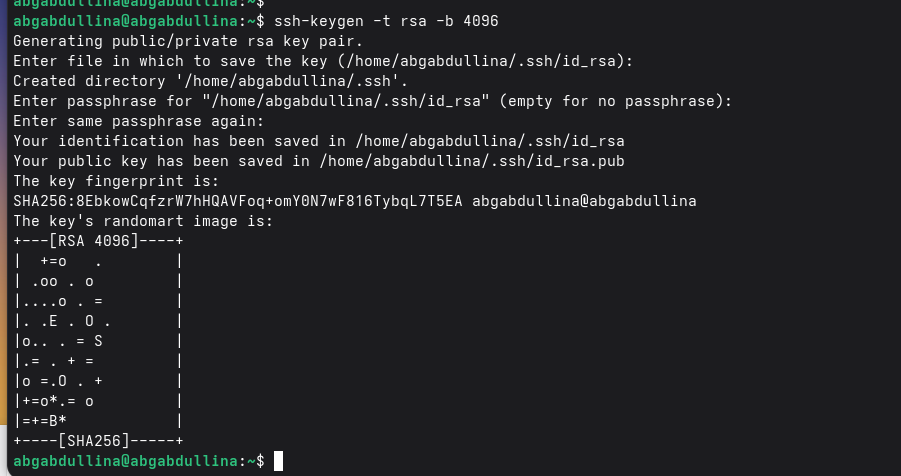 abgabdullina@abgabdullina:~$
abgabdullina@abgabdullina:~$ ssh-keygen -t rsa -b 4096
Generating public/private rsa key pair.
Enter file in which to save the key (/home/abgabdullina/.ssh/id_rsa):
Created directory '/home/abgabdullina/.ssh'.
Enter passphrase for "/home/abgabdullina/.ssh/id_rsa" (empty for no passphrase):
Enter same passphrase again:
Your identification has been saved in /home/abgabdullina/.ssh/id_rsa
Your public key has been saved in /home/abgabdullina/.ssh/id_rsa.pub
The key fingerprint is:
SHA256:8EbkowCqfzrW7hHQAVFoq+omY0N7wF816TybqL7T5EA abgabdullina@abgabdullina
The key's randomart image is:
+---[RSA 4096]----+
|  +=o   .        |
| .oo . o         |
|....o . =        |
|. .E . O .       |
|o.. . = S        |
|.= . + =         |
|o =.O . +        |
|+=o*.= o         |
|=+=B*            |
+----[SHA256]-----+
abgabdullina@abgabdullina:~$